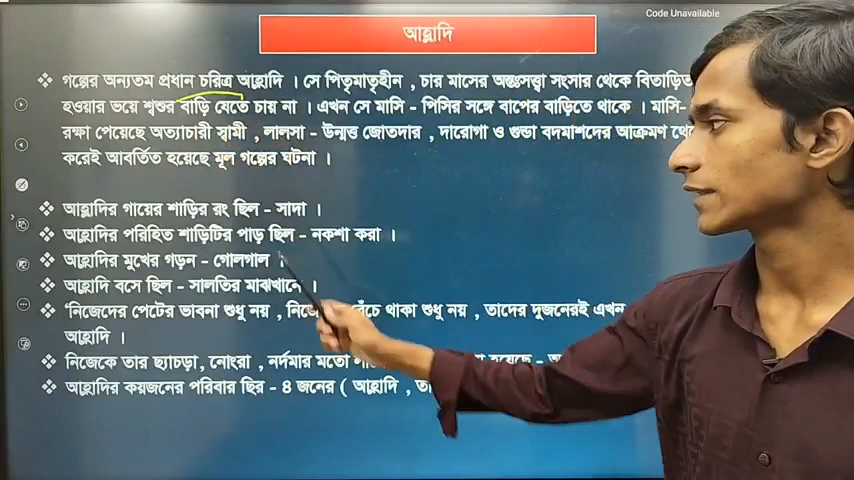 Code Unavailable
আহ্লাদি
❖ গল্পের অন্যতম প্রধান চরিত্র আহ্লাদি । সে পিতৃমাতৃহীন , চার মাসের অন্তঃসত্ত্বা সংসার থেকে বিতাড়িত
হওয়ার ভয়ে শ্বশুর বাড়ি যেতে চায় না । এখন সে মাসি - পিসির সঙ্গে বাপের বাড়িতে থাকে । মাসি-
রক্ষা পেয়েছে অত্যাচারী স্বামী , লালসা - উন্মত্ত জোতদার , দারোগা ও গুন্ডা বদমাশদের আক্রমণ
করেই আবর্তিত হয়েছে মূল গল্পের ঘটনা ।
❖ আহ্লাদির গায়ের শাড়ির রং ছিল - সাদা ।
❖ আহ্লাদির পরিহিত শাড়িটির পাড় ছিল - নকশা করা ।
❖ আহ্লাদির মুখের গড়ন - গোলগাল ।
❖ আহ্লাদি বসে ছিল - সালতির মাঝখানে ।
❖ 'নিজেদের পেটের ভাবনা শুধু নয় , বেঁচে থাকা শুধু নয় , তাদের দুজনেরই এখন
আহ্লাদি ।
❖ নিজেকে তার ছ্যাচড়া, নোংরা , নর্দমার মতো হয়েছে -
❖ আহ্লাদির কয়জনের পরিবার ছির - ৪ জনের ( আহ্লাদি ,